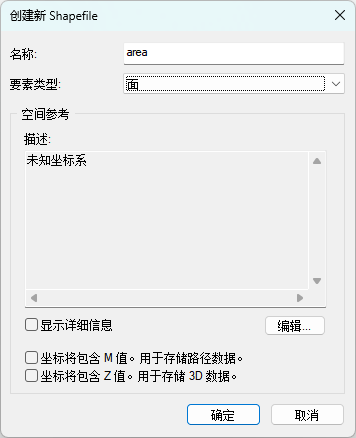 创建新 Shapefile
名称:
area
要素类型:
面
空间参考
描述:
未知坐标系
显示详细信息
编辑...
坐标将包含 M 值。用于存储路径数据。
坐标将包含 Z 值。用于存储 3D 数据。
确定
取消